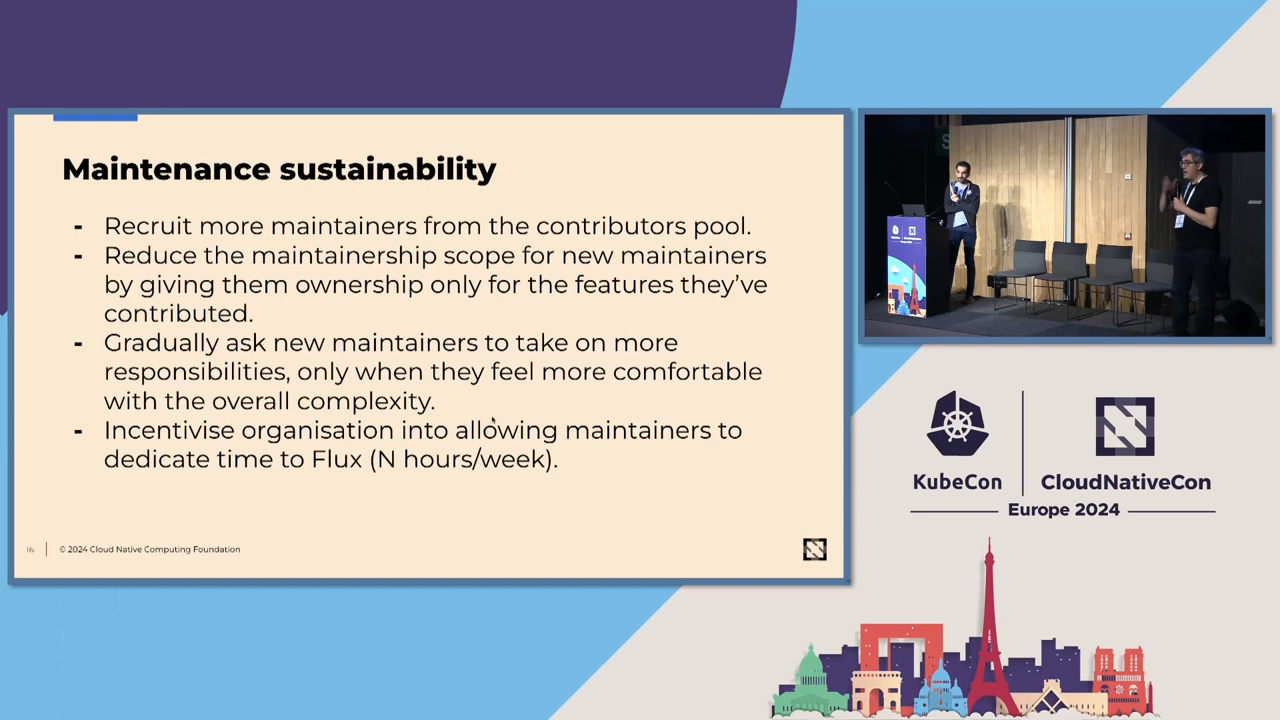 Maintenance sustainability
- Recruit more maintainers from the contributors pool.
- Reduce the maintainership scope for new maintainers
by giving them ownership only for the features they’ve
contributed.
- Gradually ask new maintainers to take on more
responsibilities, only when they feel more comfortable
with the overall complexity.
- Incentivise organisation into allowing maintainers to
dedicate time to Flux (N hours/week).
© 2024 Cloud Native Computing Foundation
KubeCon
CloudNativeCon
Europe 2024